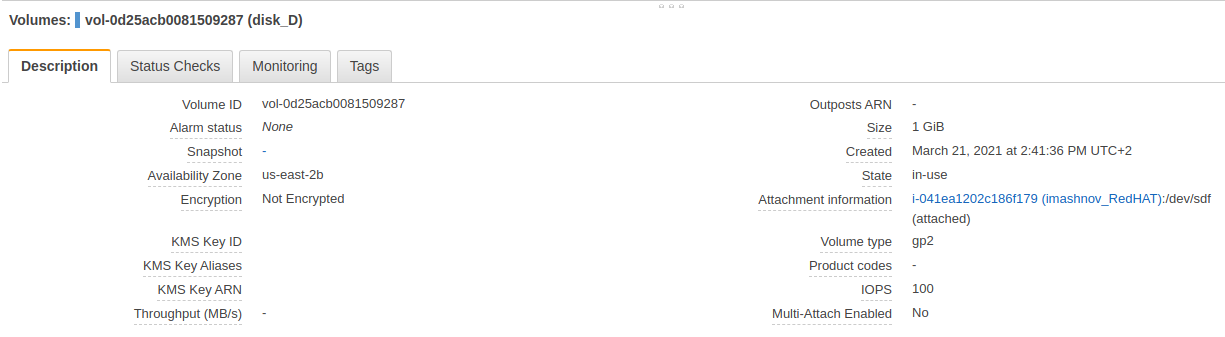 Volumes: vol-0d25acb0081509287 (disk_D)
Description Status Checks Monitoring Tags
Volume ID vol-0d25acb0081509287
Alarm status None
Snapshot -
Availability Zone us-east-2b
Encryption Not Encrypted
KMS Key ID
KMS Key Aliases
KMS Key ARN
Throughput (MB/s) -
Outposts ARN -
Size 1 GiB
Created March 21, 2021 at 2:41:36 PM UTC+2
State in-use
Attachment information i-041ea1202c186f179 (imashnov_RedHAT):/dev/sdf
(attached)
Volume type gp2
Product codes -
IOPS 100
Multi-Attach Enabled No